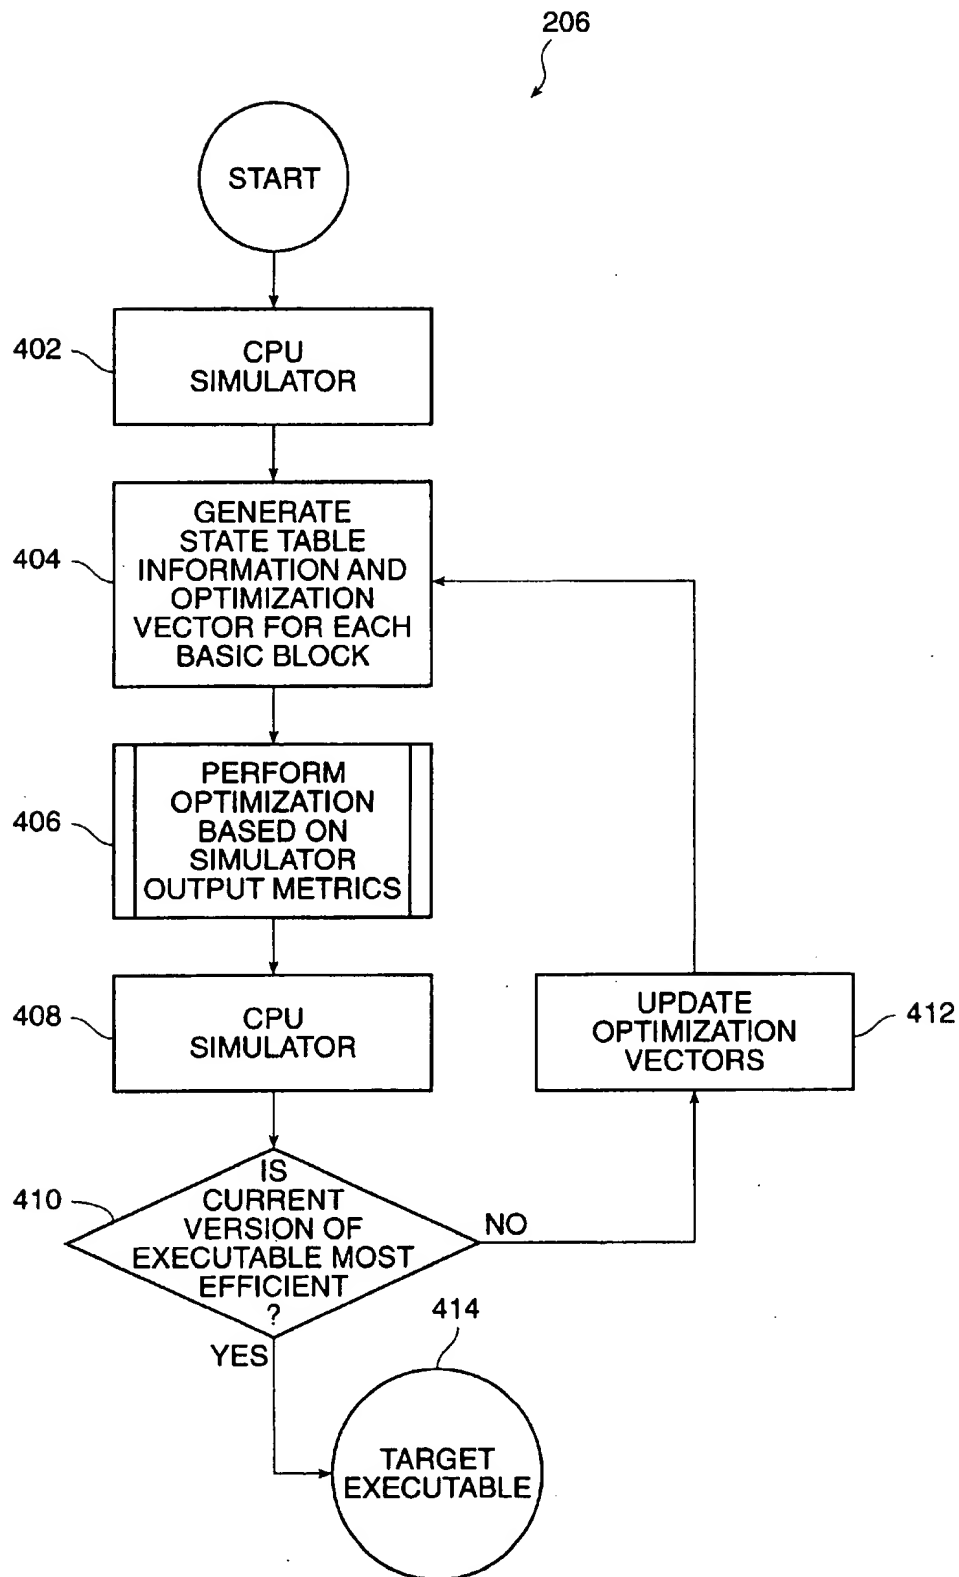 206
START
402
CPU
SIMULATOR
404
GENERATE
STATE TABLE
INFORMATION AND
OPTIMIZATION
VECTOR FOR EACH
BASIC BLOCK
406
PERFORM
OPTIMIZATION
BASED ON
SIMULATOR
OUTPUT METRICS
408
CPU
SIMULATOR
UPDATE
OPTIMIZATION
VECTORS
412
410
IS
CURRENT
VERSION OF
EXECUTABLE MOST
EFFICIENT
?
NO
YES
414
TARGET
EXECUTABLE